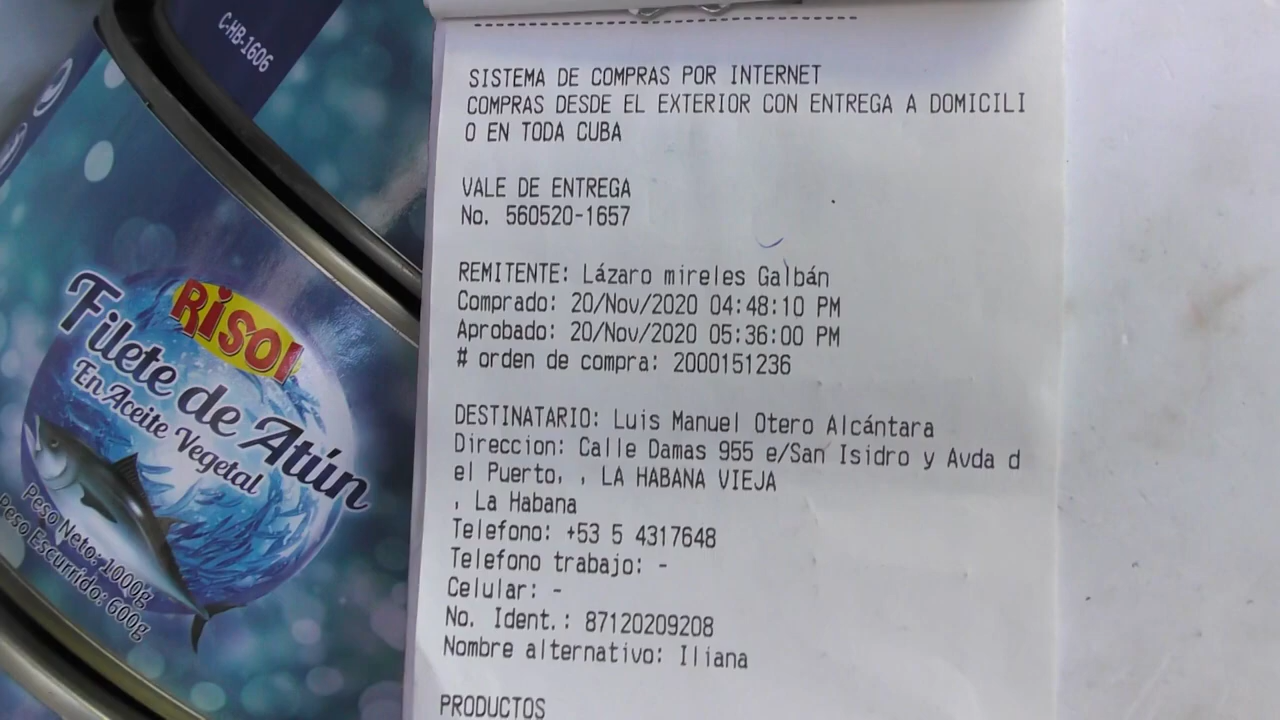 C-HB-1606
RISOL
Filete de Atún
En Aceite Vegetal
Peso Neto: 1000g
Peso Escurrido: 600g
SISTEMA DE COMPRAS POR INTERNET
COMPRAS DESDE EL EXTERIOR CON ENTREGA A DOMICILI
O EN TODA CUBA
VALE DE ENTREGA
No. 560520-1657
REMITENTE: Lázaro mireles Galbán
Comprado: 20/Nov/2020 04:48:10 PM
Aprobado: 20/Nov/2020 05:36:00 PM
# orden de compra: 2000151236
DESTINATARIO: Luis Manuel Otero Alcántara
Direccion: Calle Damas 955 e/San Isidro y Avda d
el Puerto, , LA HABANA VIEJA
, La Habana
Telefono: +53 5 4317648
Telefono trabajo: -
Celular: -
No. Ident.: 87120209208
Nombre alternativo: Iliana
PRODUCTOS